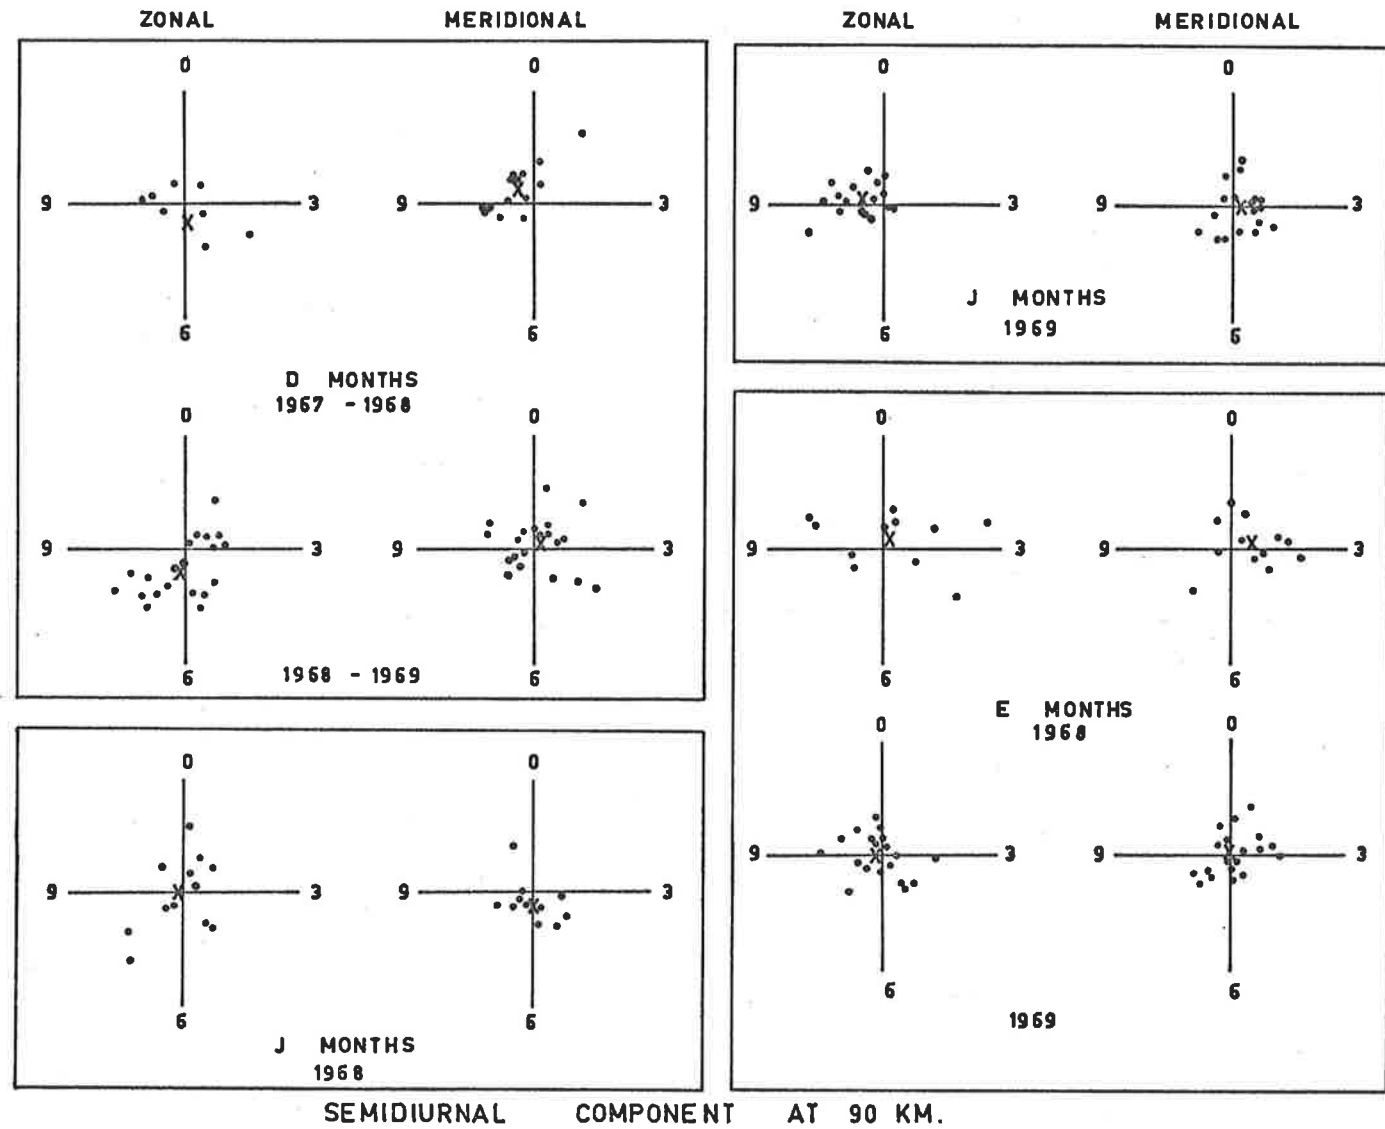 ZONAL MERIDIONAL ZONAL MERIDIONAL
0 0
9 3 9 3
6 6
D MONTHS
1967 - 1968
0 0
9 3 9 3
6 6
1968 - 1969
0 0
9 3 9 3
6 6
J MONTHS
1968
0 0
9 3 9 3
6 6
J MONTHS
1969
0 0
9 3 9 3
6 6
E MONTHS
1968
0 0
9 3 9 3
6 6
1969
SEMIDIURNAL COMPONENT AT 90 KM.